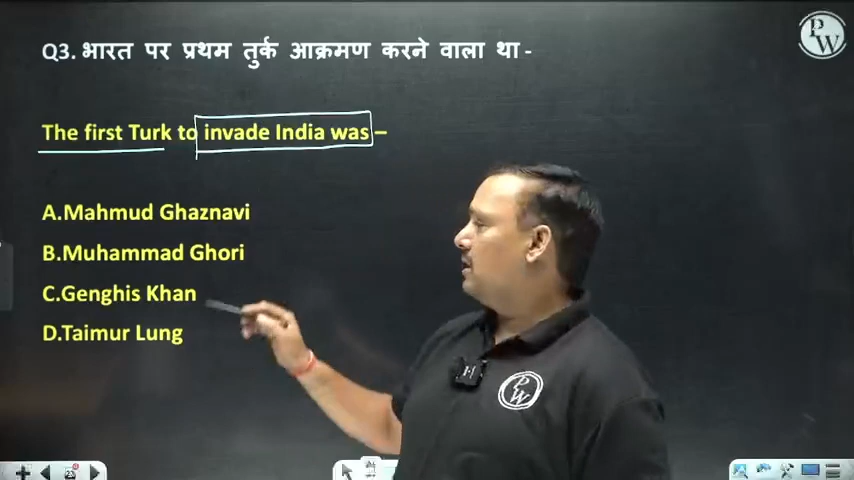 Q3. भारत पर प्रथम तुर्क आक्रमण करने वाला था -
PW
The first Turk to invade India was –
A.Mahmud Ghaznavi
B.Muhammad Ghori
C.Genghis Khan
D.Taimur Lung
PW